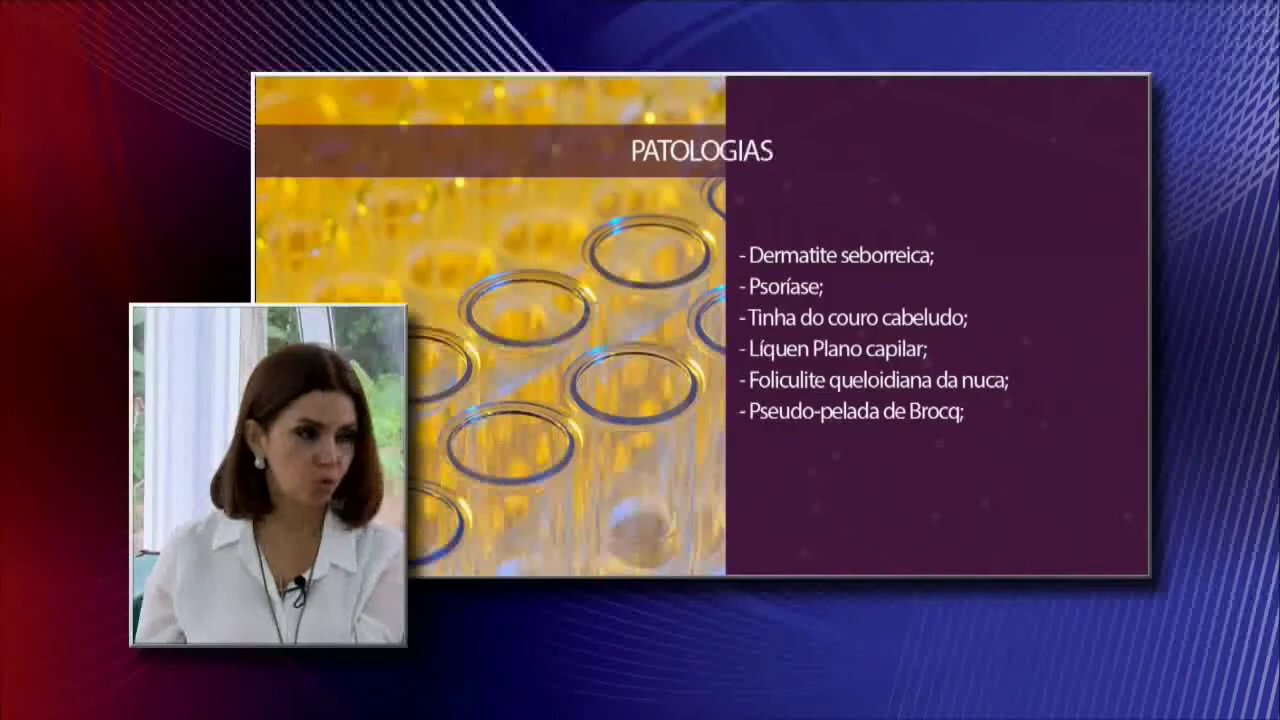 PATOLOGIAS
- Dermatite seborreica;
- Psoríase;
- Tinha do couro cabeludo;
- Líquen Plano capilar;
- Foliculite queloidiana da nuca;
- Pseudo-pelada de Brocq;